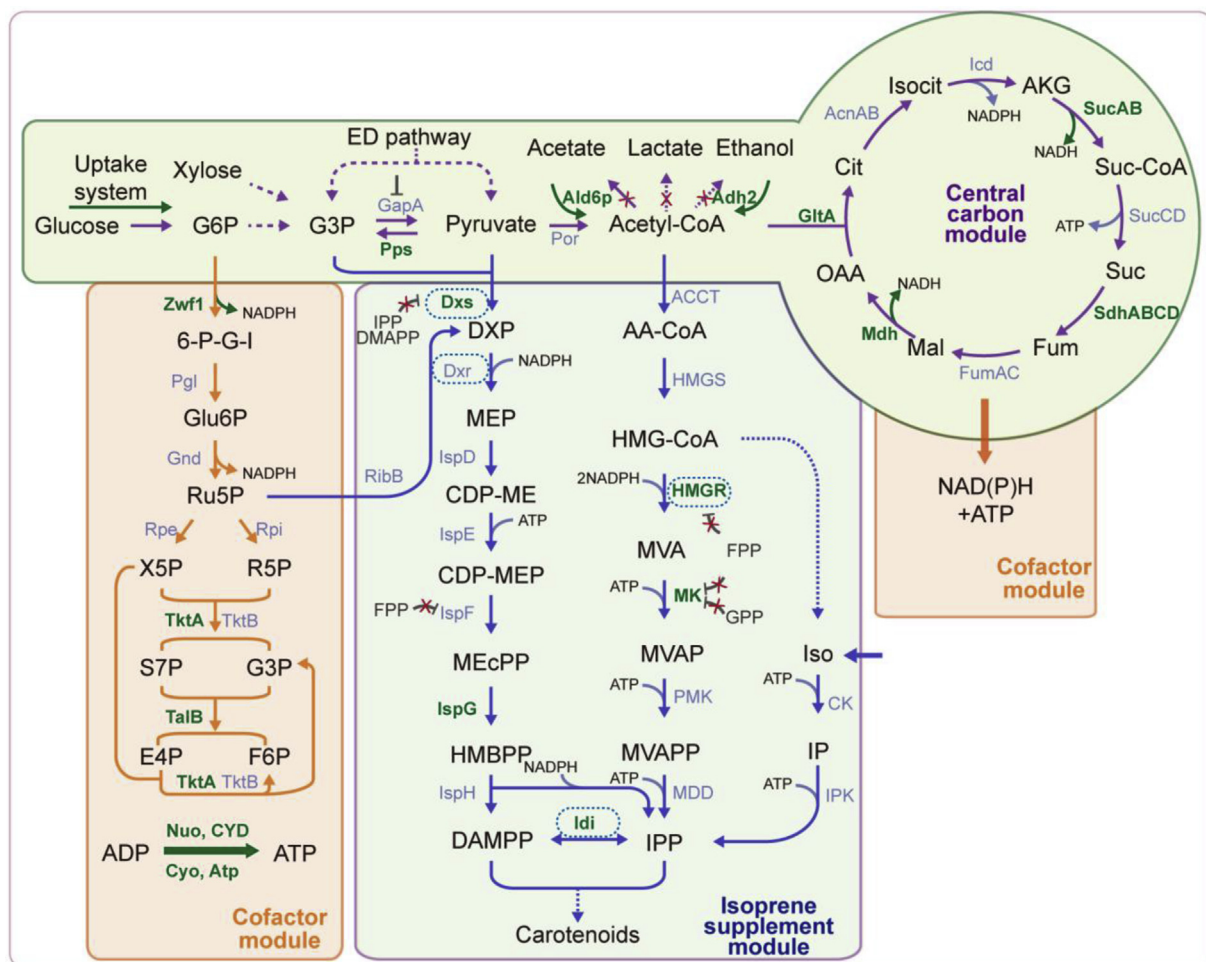 ED pathway
Uptake
system
Xylose
Glucose
G6P
G3P
GapA
Pps
Pyruvate
Por
Acetate
Lactate
Ethanol
Ald6p
Adh2
Acetyl-CoA
GltA
Icd
Isocit
AKG
NADPH
AcnAB
SucAB
NADH
Cit
Suc-CoA
Central
carbon
module
ATP
SucCD
OAA
Suc
NADH
Mdh
SdhABCD
Mal
Fum
FumAC
NAD(P)H
+ATP
Cofactor
module
Zwf1
NADPH
6-P-G-I
Pgl
Glu6P
Gnd
NADPH
Ru5P
RibB
Rpe
Rpi
X5P
R5P
TktA TktB
S7P
G3P
TalB
E4P
F6P
TktA TktB
Nuo, CYD
ADP
ATP
Cyo, Atp
Cofactor
module
Dxs
IPP
DMAPP
DXP
Dxr
NADPH
MEP
IspD
CDP-ME
IspE
ATP
CDP-MEP
FPP
IspF
MEcPP
IspG
HMBPP
NADPH
IspH
DAMPP
Idi
IPP
ACCT
AA-CoA
HMGS
HMG-CoA
2NADPH
HMGR
FPP
MVA
ATP
MK
GPP
MVAP
ATP
PMK
MVAPP
ATP
MDD
Iso
ATP
CK
IP
ATP
IPK
Carotenoids
Isoprene
supplement
module